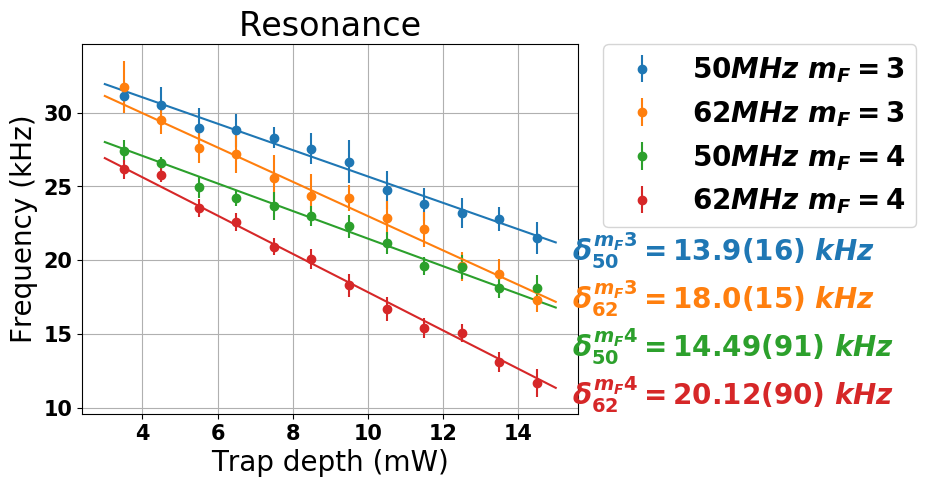 Resonance
Frequency (kHz)
30
25
20
15
10
4 6 8 10 12 14
Trap depth (mW)
50MHz m_F = 3
62MHz m_F = 3
50MHz m_F = 4
62MHz m_F = 4
δ_50^{m_F3} = 13.9(16) kHz
δ_62^{m_F3} = 18.0(15) kHz
δ_50^{m_F4} = 14.49(91) kHz
δ_62^{m_F4} = 20.12(90) kHz